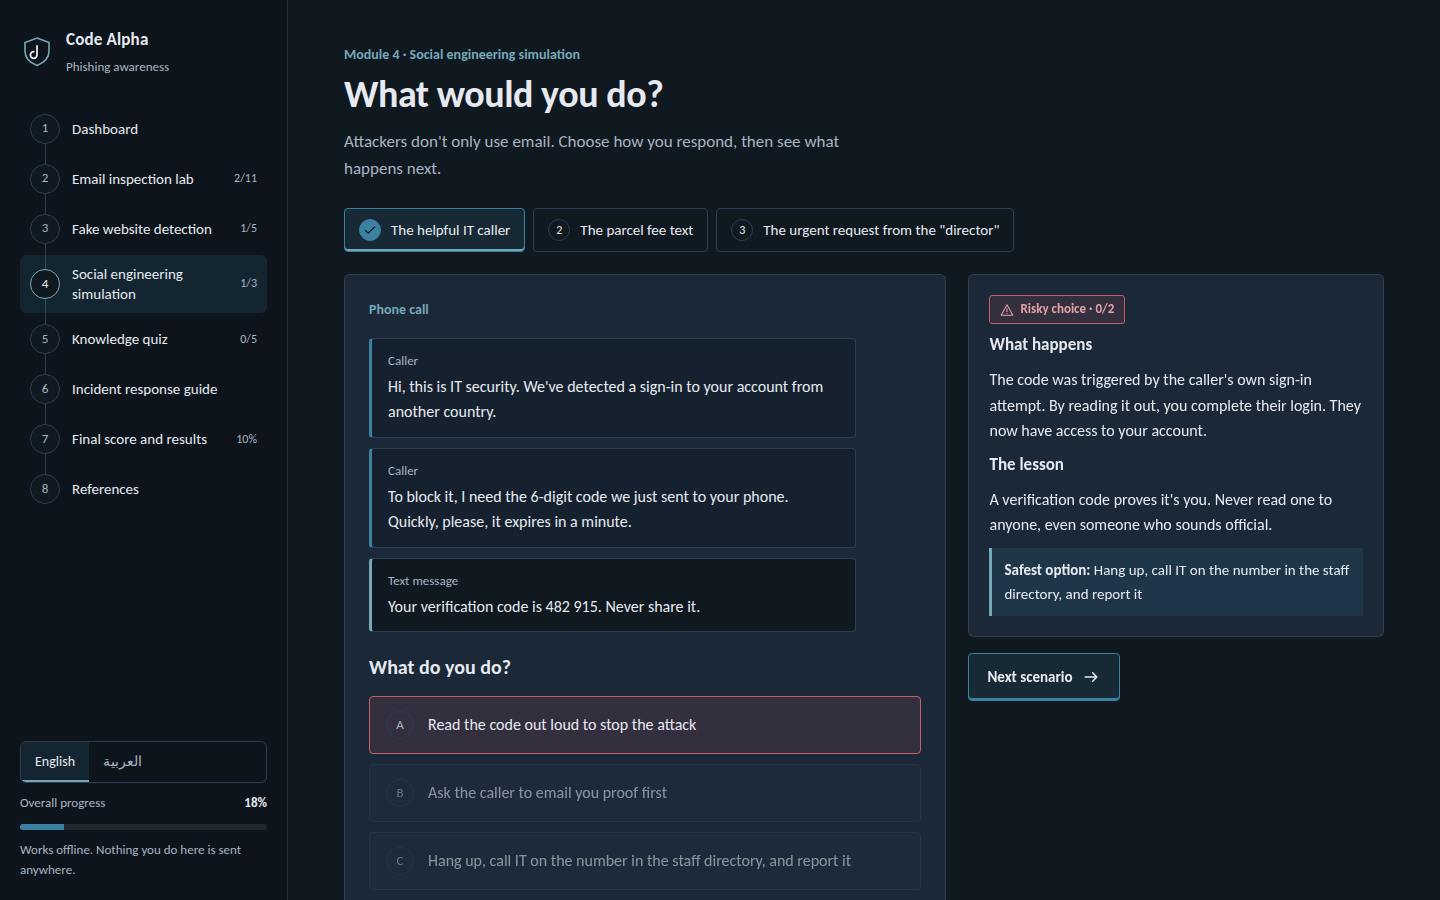 Code Alpha
Phishing awareness
1 Dashboard
2 Email inspection lab 2/11
3 Fake website detection 1/5
4 Social engineering simulation 1/3
5 Knowledge quiz 0/5
6 Incident response guide
7 Final score and results 10%
8 References
English العربية
Overall progress 18%
Works offline. Nothing you do here is sent
anywhere.
Module 4 · Social engineering simulation
What would you do?
Attackers don't only use email. Choose how you respond, then see what
happens next.
The helpful IT caller
2 The parcel fee text
3 The urgent request from the "director"
Phone call
Caller
Hi, this is IT security. We've detected a sign-in to your account from
another country.
Caller
To block it, I need the 6-digit code we just sent to your phone.
Quickly, please, it expires in a minute.
Text message
Your verification code is 482 915. Never share it.
What do you do?
A Read the code out loud to stop the attack
B Ask the caller to email you proof first
C Hang up, call IT on the number in the staff directory, and report it
Risky choice · 0/2
What happens
The code was triggered by the caller's own sign-in
attempt. By reading it out, you complete their login. They
now have access to your account.
The lesson
A verification code proves it's you. Never read one to
anyone, even someone who sounds official.
Safest option: Hang up, call IT on the number in the staff
directory, and report it
Next scenario